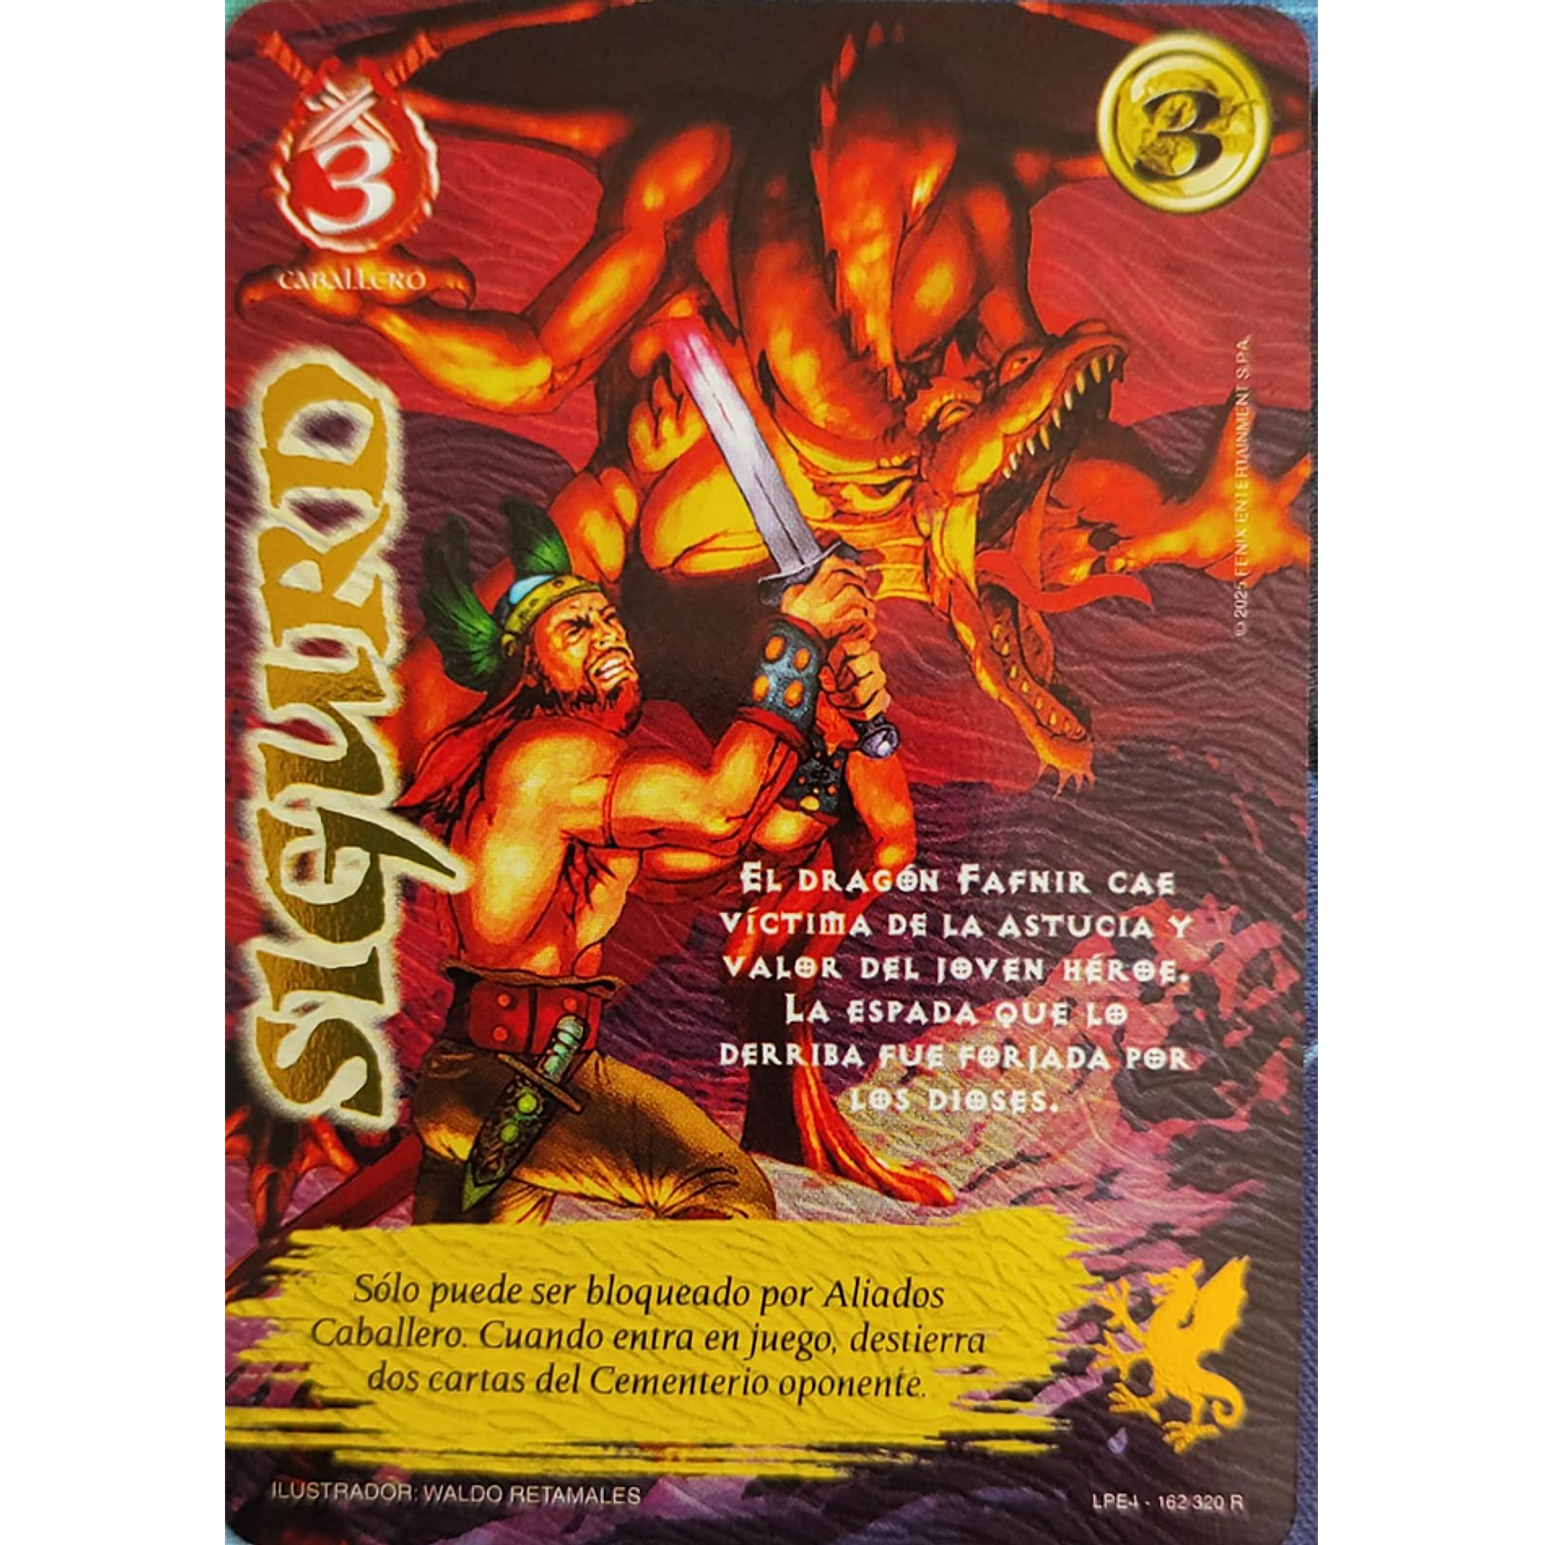 3
3
CABALLERO
SIGURD
© 2025 FENIX ENTERTAINMENT S.P.A.
El dragón Fafnir cae
víctima de la astucia y
valor del joven héroe.
La espada que lo
derriba fue forjada por
los dioses.
Sólo puede ser bloqueado por Aliados
Caballero. Cuando entra en juego, destierra
dos cartas del Cementerio oponente.
ILUSTRADOR: WALDO RETAMALES
LPE4 - 162 320 R